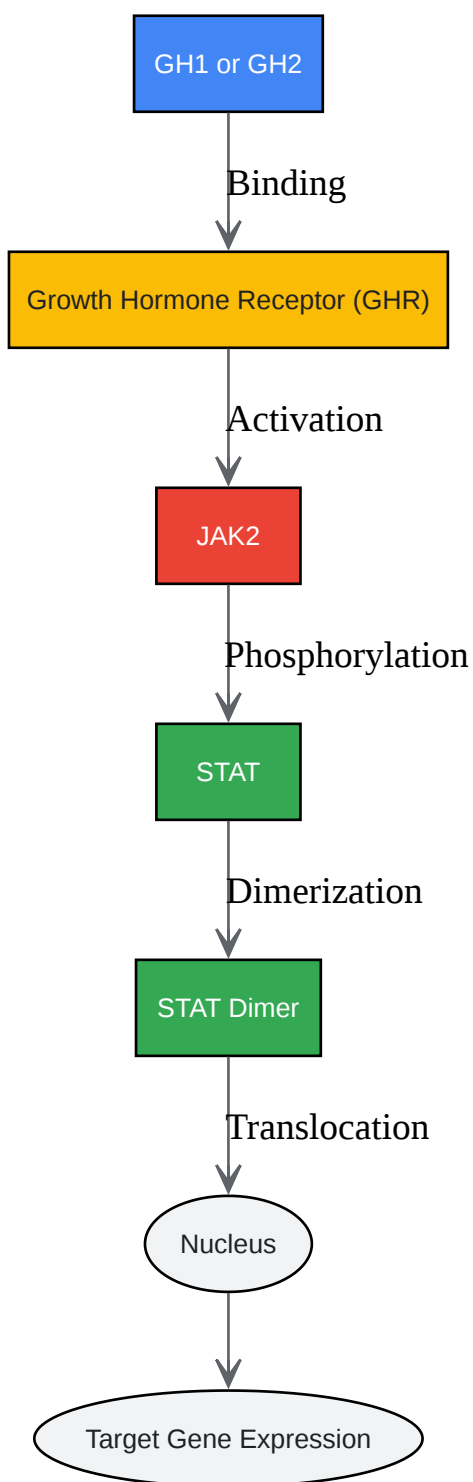 GH1 or GH2
Binding
Growth Hormone Receptor (GHR)
Activation
JAK2
Phosphorylation
STAT
Dimerization
STAT Dimer
Translocation
Nucleus
Target Gene Expression